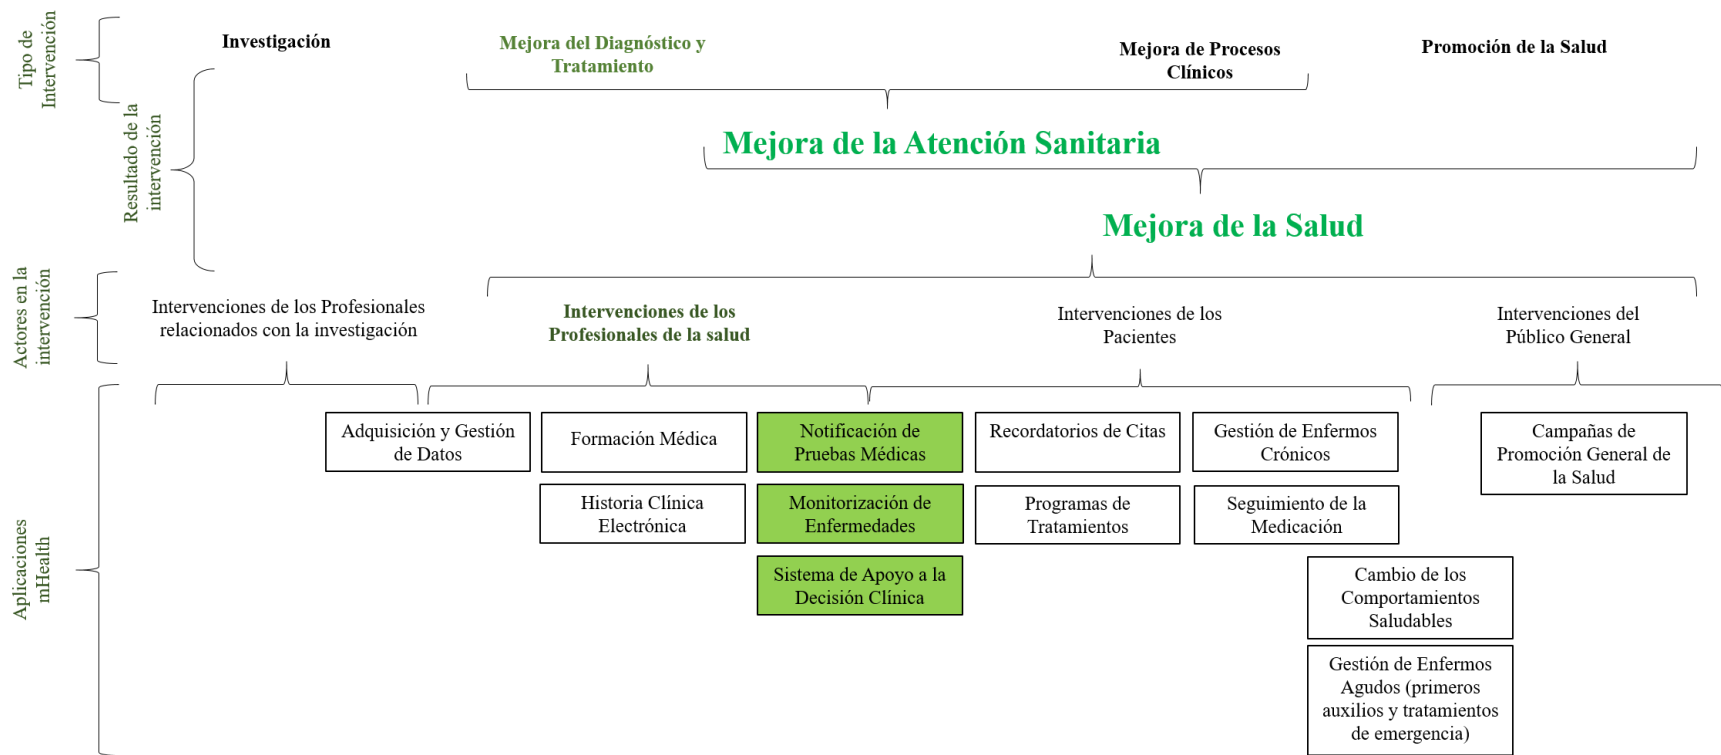 Tipo de
Intervención
Investigación
Mejora del Diagnóstico y
Tratamiento
Mejora de Procesos
Clínicos
Promoción de la Salud
Resultado de la
intervención
Mejora de la Atención Sanitaria
Mejora de la Salud
Actores en la
intervención
Intervenciones de los Profesionales
relacionados con la investigación
Intervenciones de los
Profesionales de la salud
Intervenciones de los
Pacientes
Intervenciones del
Público General
Aplicaciones
mHealth
Adquisición y Gestión
de Datos
Formación Médica
Notificación de
Pruebas Médicas
Recordatorios de Citas
Gestión de Enfermos
Crónicos
Campañas de
Promoción General de
la Salud
Historia Clínica
Electrónica
Monitorización de
Enfermedades
Programas de
Tratamientos
Seguimiento de la
Medicación
Sistema de Apoyo a la
Decisión Clínica
Cambio de los
Comportamientos
Saludables
Gestión de Enfermos
Agudos (primeros
auxilios y tratamientos
de emergencia)